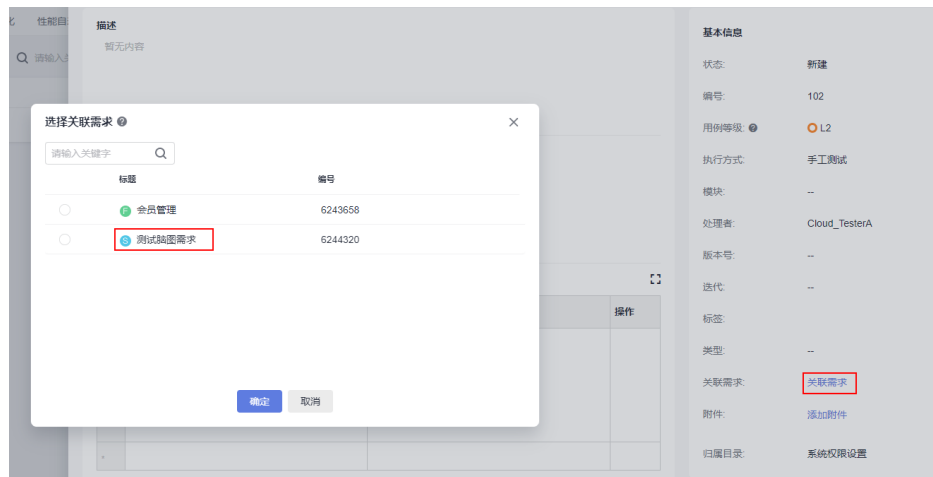 化 性能自
请输入关
描述
暂无内容
选择关联需求
请输入关键字
标题 编号
P 会员管理 6243658
S 测试脑图需求 6244320
确定 取消
操作
基本信息
状态: 新建
编号: 102
用例等级: L2
执行方式: 手工测试
模块: --
处理者: Cloud_TesterA
版本号: --
迭代: --
标签:
类型: --
关联需求: 关联需求
附件: 添加附件
归属目录: 系统权限设置